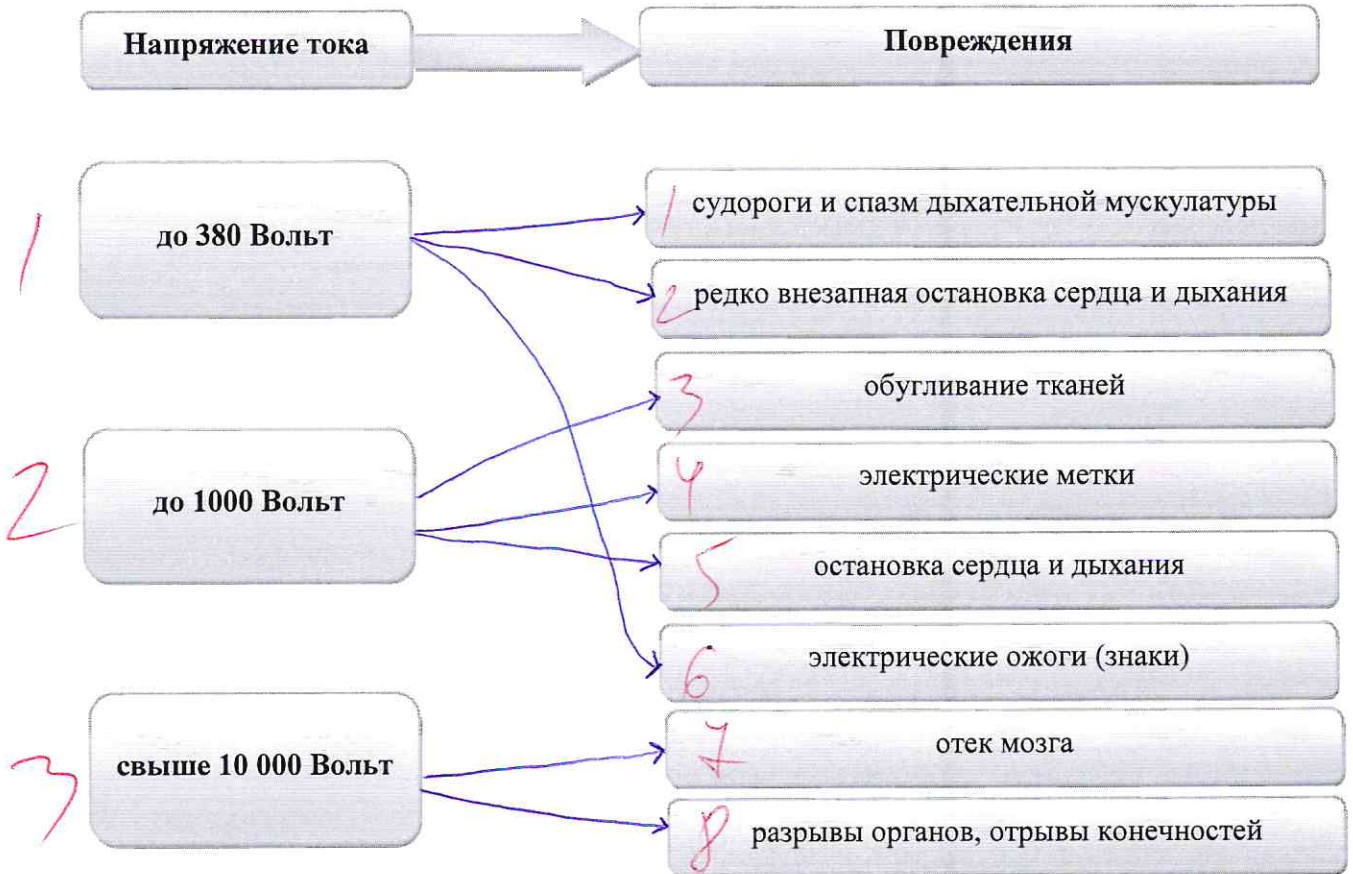 Напряжение тока
Повреждения
1
до 380 Вольт
1 судороги и спазм дыхательной мускулатуры
2 редко внезапная остановка сердца и дыхания
3 обугливание тканей
2
до 1000 Вольт
4 электрические метки
5 остановка сердца и дыхания
6 электрические ожоги (знаки)
3
свыше 10 000 Вольт
7 отек мозга
8 разрывы органов, отрывы конечностей